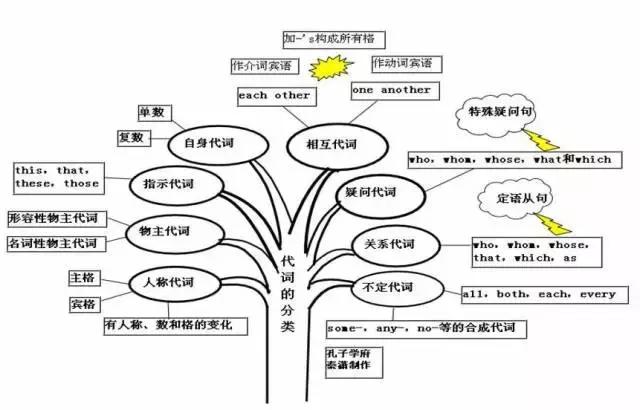 加-'s构成所有格
作介词宾语
作动词宾语
each other
one another
特殊疑问句
单数
复数
自身代词
相互代词
who, whom, whose, what和which
this, that,
these, those
指示代词
疑问代词
定语从句
形容性物主代词
名词性物主代词
物主代词
关系代词
who, whom, whose,
that, which, as
主格
宾格
人称代词
不定代词
all, both, each, every
有人称、数和格的变化
some-, any-, no-等的合成代词
代词的分类
孔子学府
秦潇制作